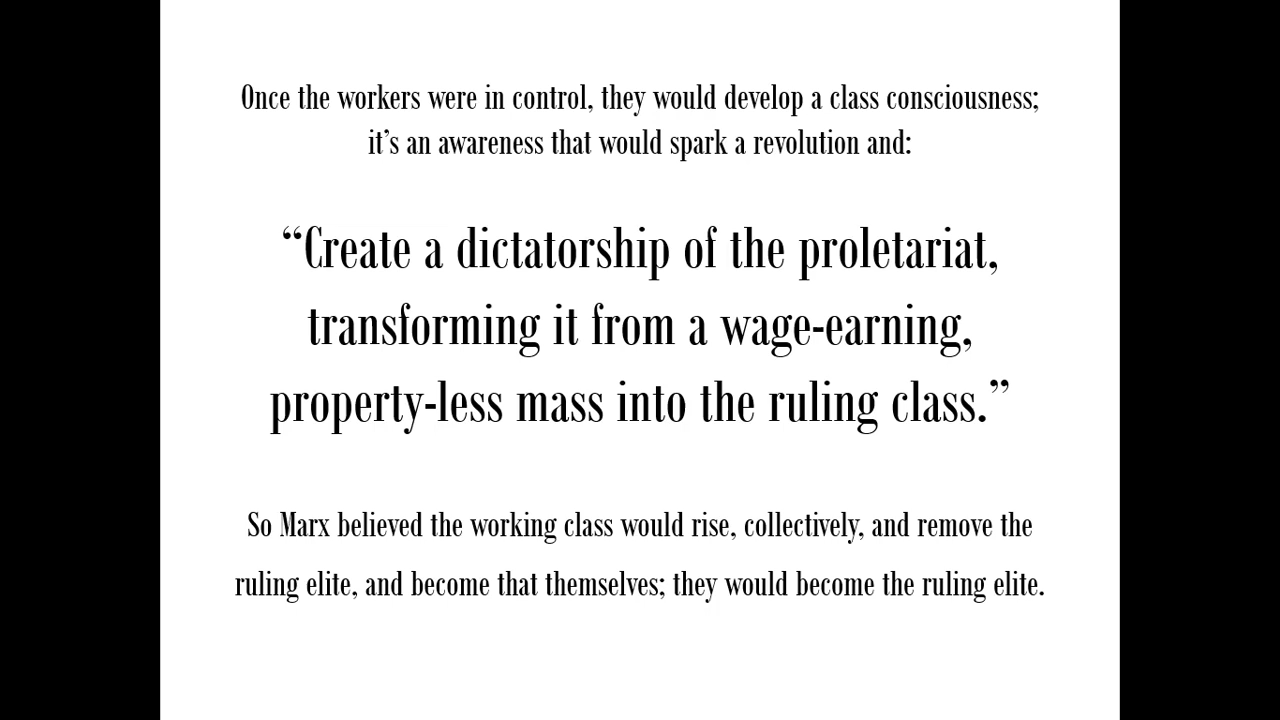 Once the workers were in control, they would develop a class consciousness;
it’s an awareness that would spark a revolution and:
“Create a dictatorship of the proletariat,
transforming it from a wage-earning,
property-less mass into the ruling class.”
So Marx believed the working class would rise, collectively, and remove the
ruling elite, and become that themselves; they would become the ruling elite.